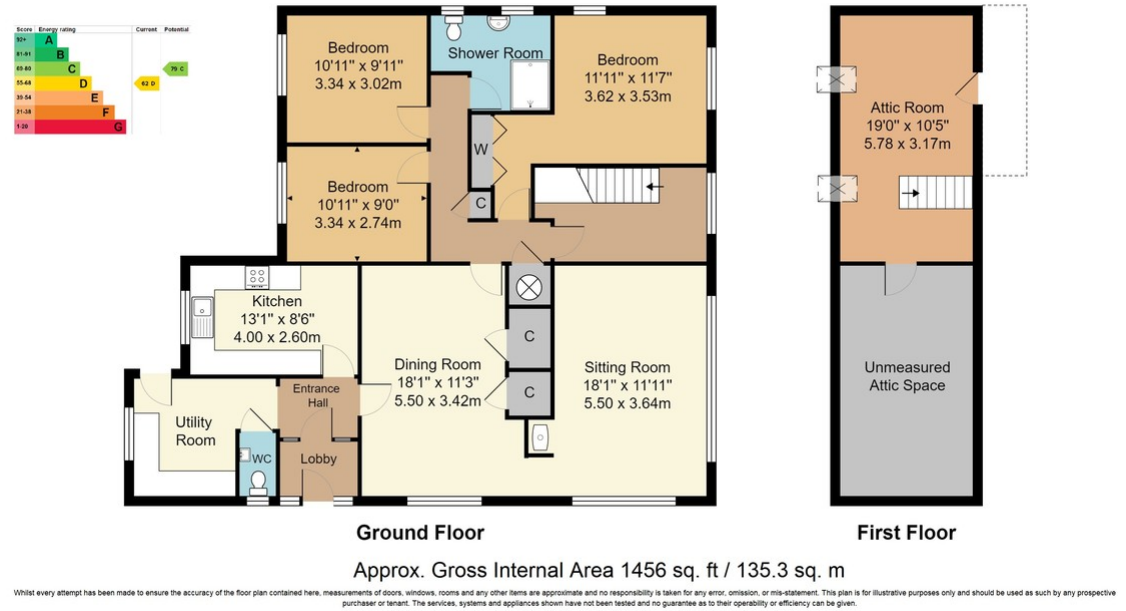 Score Energy rating Current Potential
92+ A
81-91 B
69-80 C
55-68 D
39-54 E
21-38 F
1-20 G
63 D
79 C
Bedroom
10'11" x 9'11"
3.34 x 3.02m
Shower Room
Bedroom
11'11" x 11'7"
3.62 x 3.53m
W
C
Bedroom
10'11" x 9'0"
3.34 x 2.74m
Kitchen
13'1" x 8'6"
4.00 x 2.60m
Dining Room
18'1" x 11'3"
5.50 x 3.42m
C
C
Sitting Room
18'1" x 11'11"
5.50 x 3.64m
Entrance
Hall
Utility
Room
WC
Lobby
Ground Floor
Attic Room
19'0" x 10'5"
5.78 x 3.17m
Unmeasured
Attic Space
First Floor
Approx. Gross Internal Area 1456 sq. ft / 135.3 sq. m
Whilst every attempt has been made to ensure the accuracy of the floor plan contained here, measurements of doors, windows, rooms and any other items are approximate and no responsibility is taken for any error, omission, or mis-statement. This plan is for illustrative purposes only and should be used as such by any prospective
purchaser or tenant. The services, systems and appliances shown have not been tested and no guarantee as to their operability or efficiency can be given.